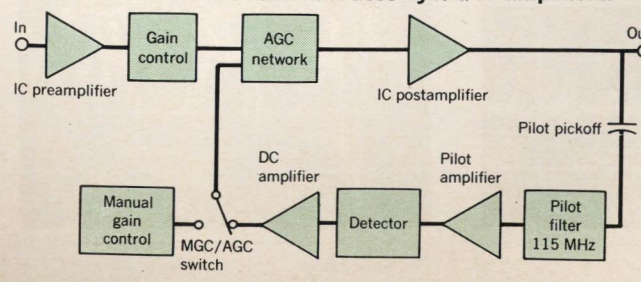 In
Gain
control
AGC
network
Ou
IC preamplifier
IC postamplifier
Pilot pickoff
DC
amplifier
Pilot
amplifier
Manual
gain
control
Detector
Pilot
filter
115 MHz
MGC/AGC
switch